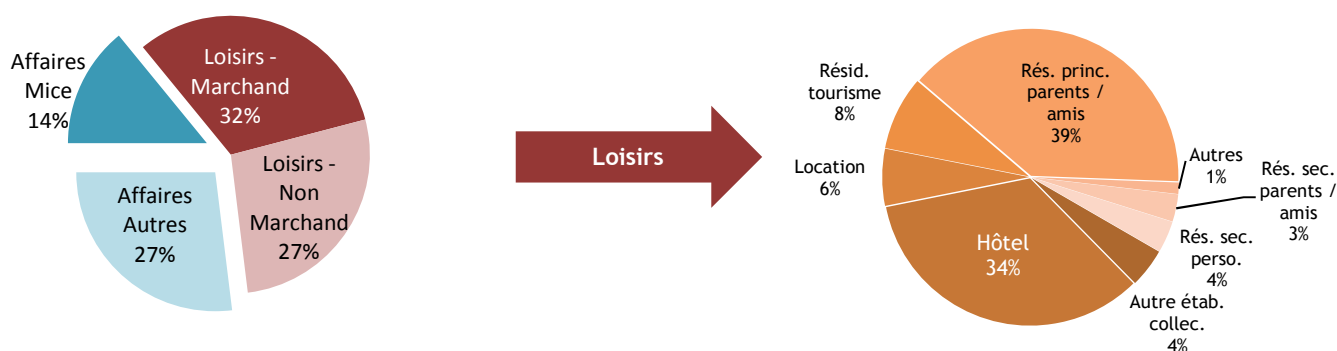 Affaires
Mice
14%
Loisirs -
Marchand
32%
Loisirs -
Non
Marchand
27%
Affaires
Autres
27%
Loisirs
Résid.
tourisme
8%
Rés. princ.
parents /
amis
39%
Autres
1%
Rés. sec.
parents /
amis
3%
Rés. sec.
perso.
4%
Autre étab.
collec.
4%
Hôtel
34%
Location
6%